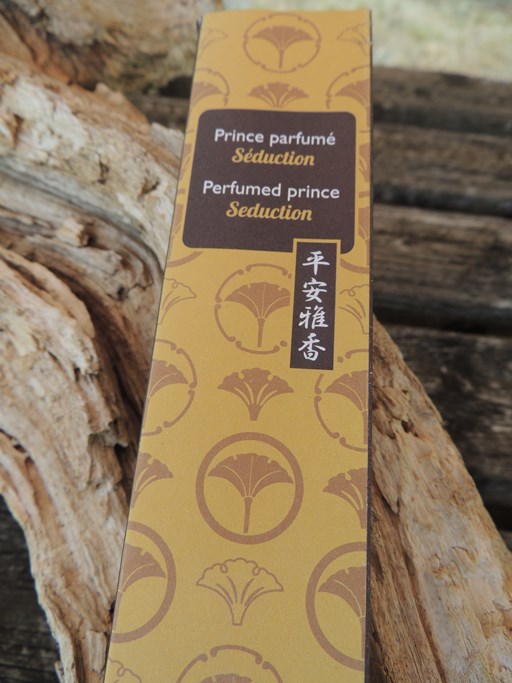 Prince parfumé
Séduction
Perfumed prince
Seduction
平安雅香